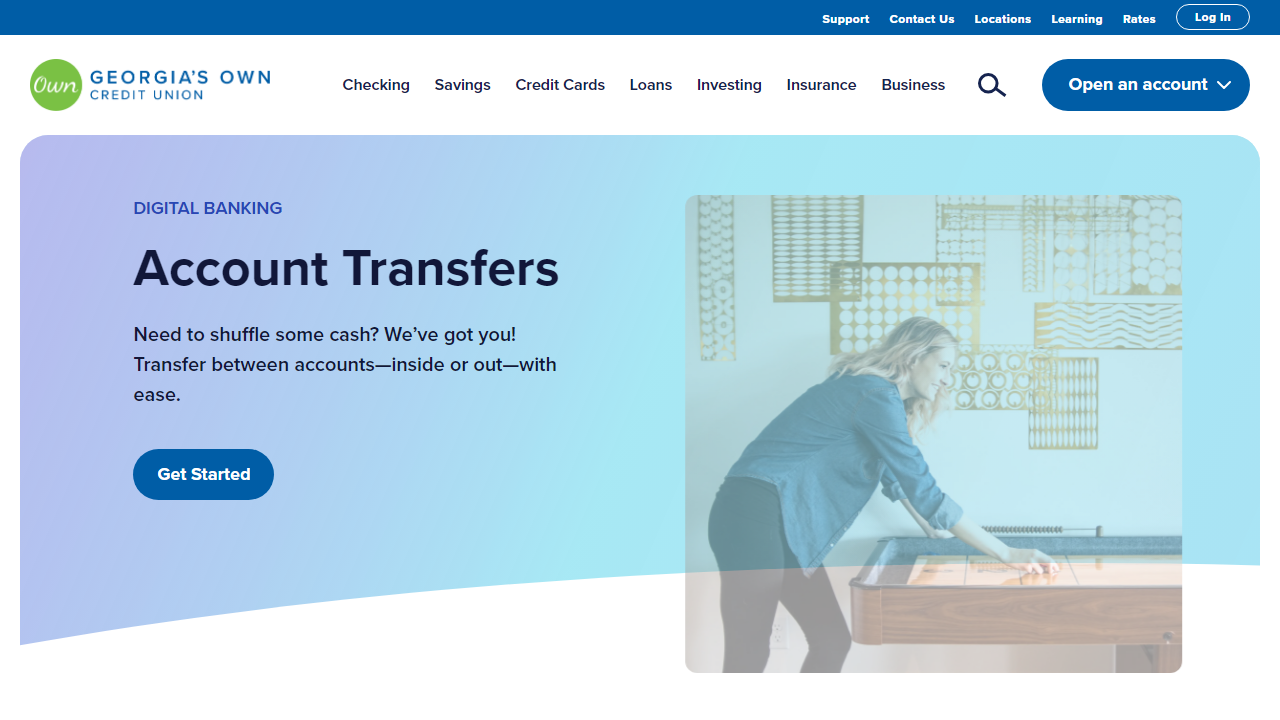 Support Contact Us Locations Learning Rates Log In
Own GEORGIA'S OWN
CREDIT UNION
Checking Savings Credit Cards Loans Investing Insurance Business Open an account
DIGITAL BANKING
Account Transfers
Need to shuffle some cash? We’ve got you!
Transfer between accounts—inside or out—with
ease.
Get Started